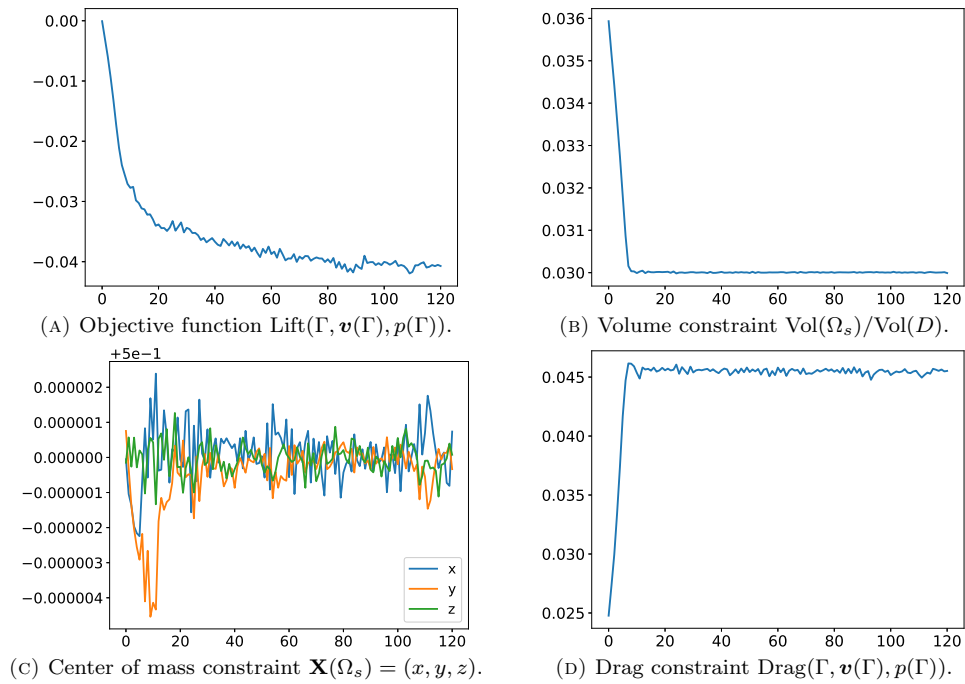 0.00
−0.01
−0.02
−0.03
−0.04
0 20 40 60 80 100 120
(A) Objective function Lift(Γ, v(Γ), p(Γ)).
0.036
0.035
0.034
0.033
0.032
0.031
0.030
0 20 40 60 80 100 120
(B) Volume constraint Vol(Ωₛ)/Vol(D).
+5e−1
0.000002
0.000001
0.000000
−0.000001
−0.000002
−0.000003
−0.000004
x
y
z
0 20 40 60 80 100 120
(C) Center of mass constraint X(Ωₛ) = (x, y, z).
0.045
0.040
0.035
0.030
0.025
0 20 40 60 80 100 120
(D) Drag constraint Drag(Γ, v(Γ), p(Γ)).